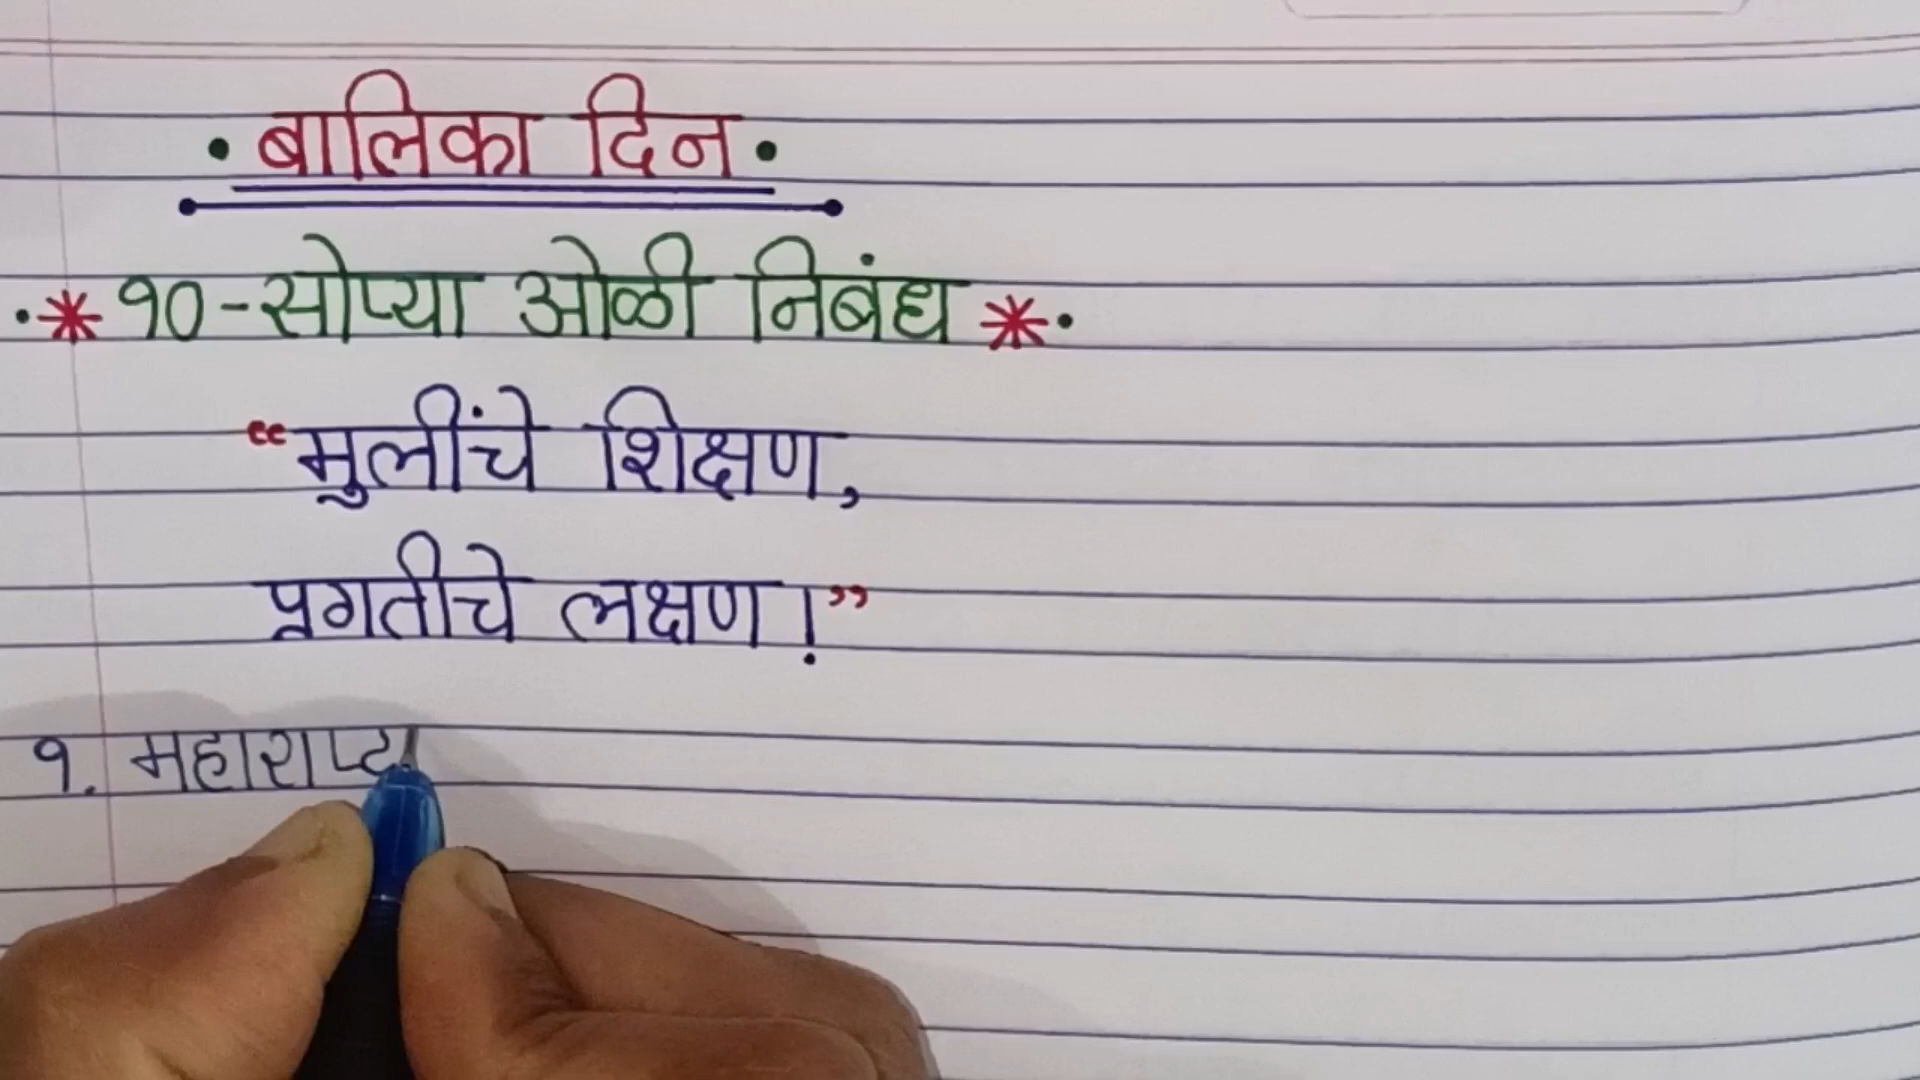 • बालिका दिन •
•* १०-सोप्या ओळी निबंध *•
“मुलींचे शिक्षण,
प्रगतीचे लक्षण !”
१. महाराष्ट